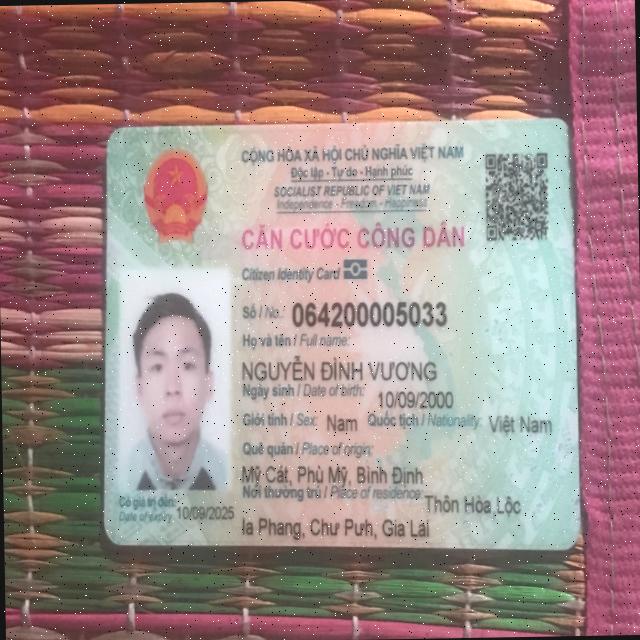 CỘNG HÒA XÃ HỘI CHỦ NGHĨA VIỆT NAM
Độc lập - Tự do - Hạnh phúc
SOCIALIST REPUBLIC OF VIET NAM
Independence - Freedom - Happiness
CĂN CƯỚC CÔNG DÂN
Citizen Identity Card
Số / No.: 064200005033
Họ và tên / Full name:
NGUYỄN ĐÌNH VƯƠNG
Ngày sinh / Date of birth: 10/09/2000
Giới tính / Sex: Nam Quốc tịch / Nationality: Việt Nam
Quê quán / Place of origin:
Mỹ Cát, Phù Mỹ, Bình Định
Nơi thường trú / Place of residence: Thôn Hòa Lộc
Ia Phang, Chư Pưh, Gia Lai
Có giá trị đến: 10/09/2025
Date of expiry